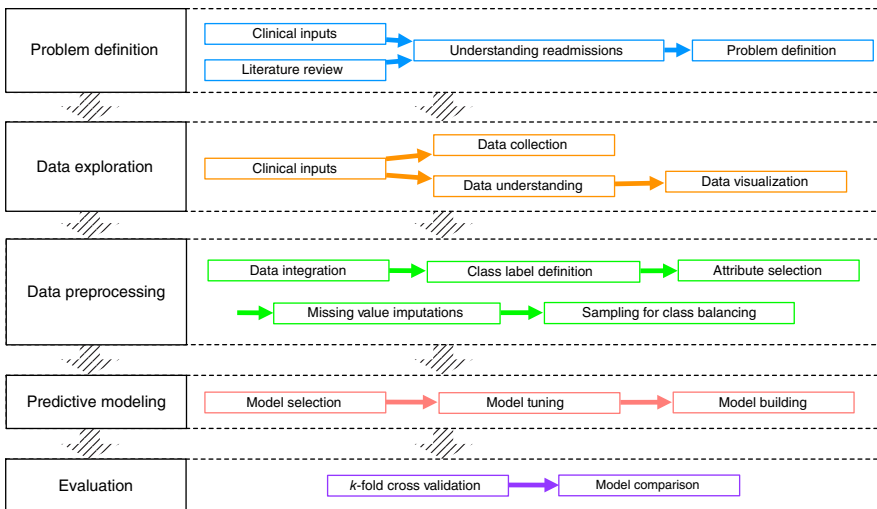 Problem definition
Clinical inputs
Literature review
Understanding readmissions
Problem definition
Data exploration
Clinical inputs
Data collection
Data understanding
Data visualization
Data preprocessing
Data integration
Class label definition
Attribute selection
Missing value imputations
Sampling for class balancing
Predictive modeling
Model selection
Model tuning
Model building
Evaluation
k-fold cross validation
Model comparison